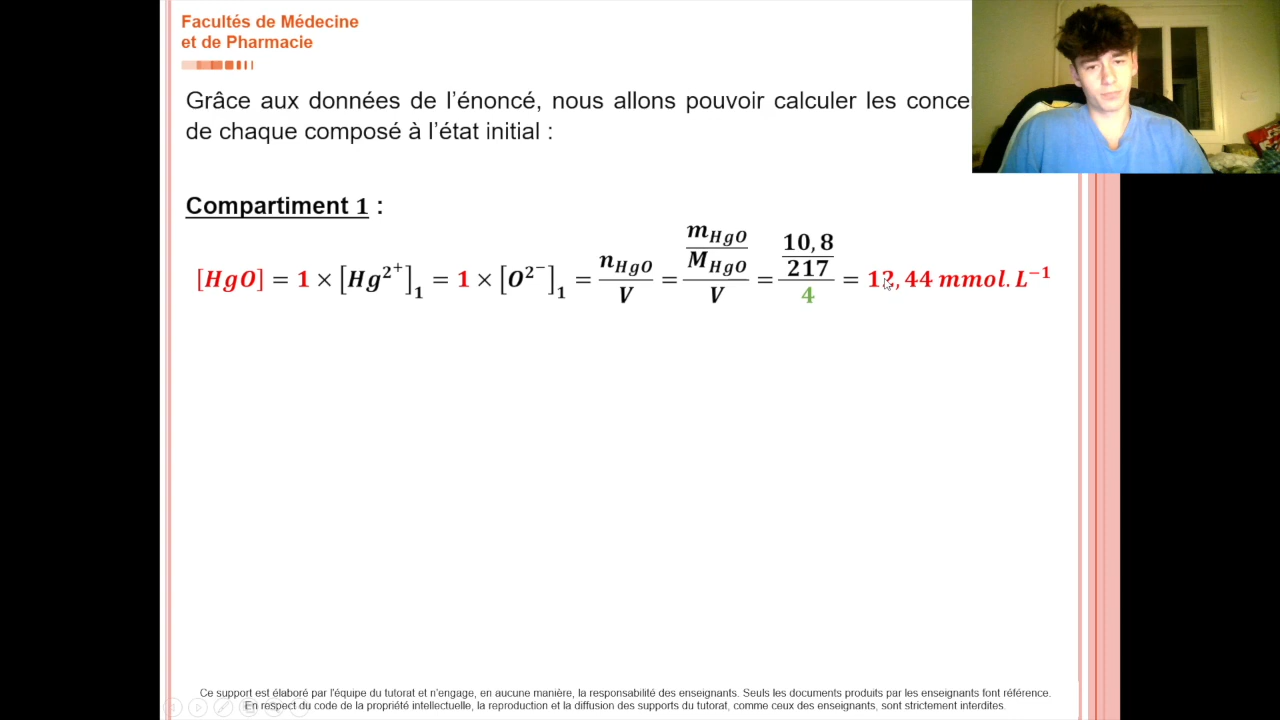 Facultés de Médecine
et de Pharmacie
Grâce aux données de l’énoncé, nous allons pouvoir calculer les
de chaque composé à l’état initial :
Compartiment 1 :
[HgO] = 1 × [Hg²⁺]₁ = 1 × [O²⁻]₁ = n_HgO / V = (m_HgO / M_HgO) / V = (10,8 / 217) / 4 = ,44 mmol. L⁻¹
Ce support est élaboré par l'équipe du tutorat et n’engage, en aucune manière, la responsabilité des enseignants. Seuls les documents produits par les enseignants font référence.
En respect du code de la propriété intellectuelle, la reproduction et la diffusion des supports du tutorat, comme ceux des enseignants, sont strictement interdites.